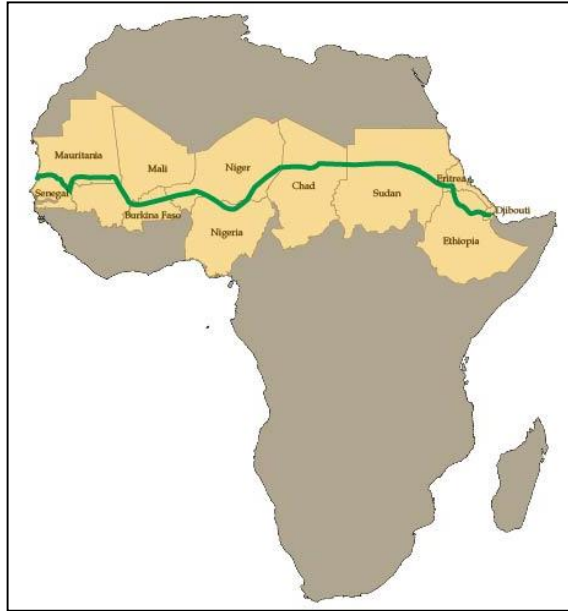 Mauritania
Mali
Niger
Chad
Sudan
Eritrea
Senegal
Burkina Faso
Nigeria
Djibouti
Ethiopia